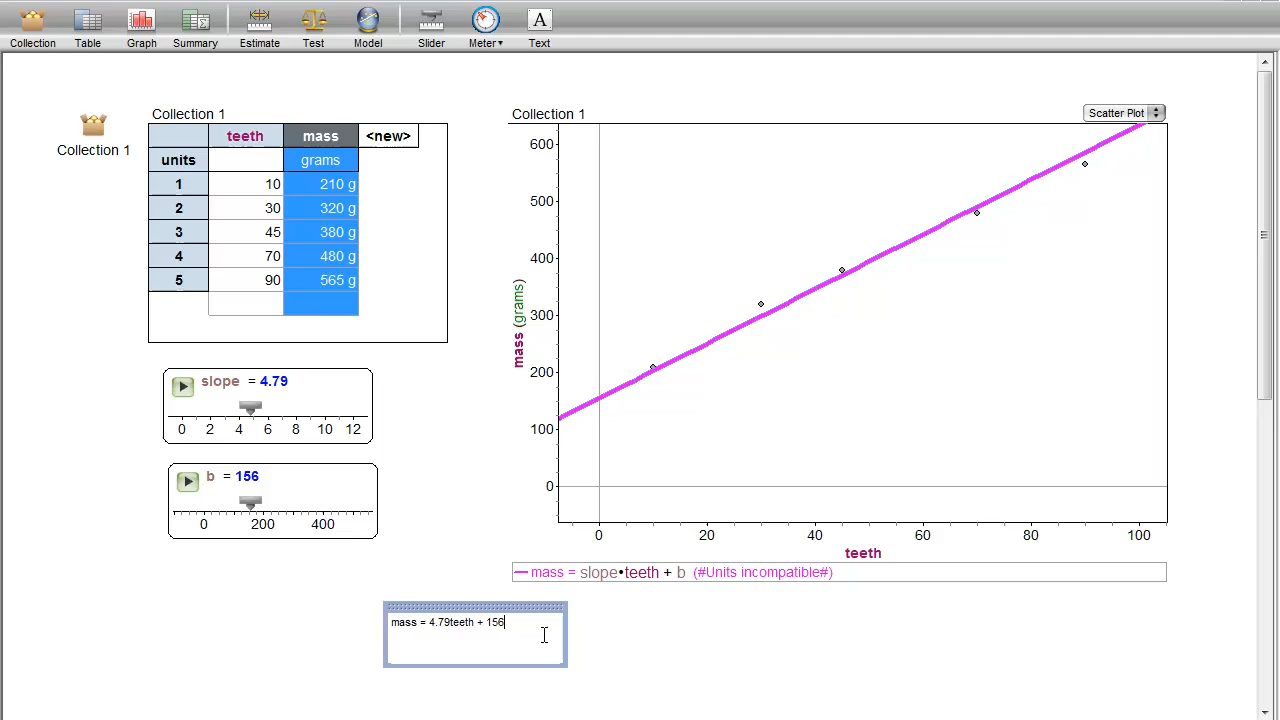 Collection Table Graph Summary Estimate Test Model Slider Meter▾ Text
Collection 1
Collection 1
teeth mass <new>
units grams
1 10 210 g
2 30 320 g
3 45 380 g
4 70 480 g
5 90 565 g
slope = 4.79
0 2 4 6 8 10 12
b = 156
0 200 400
Collection 1
Scatter Plot
600
500
400
300
200
100
0
mass (grams)
0 20 40 60 80 100
teeth
mass = slope•teeth + b (#Units incompatible#)
mass = 4.79teeth + 156